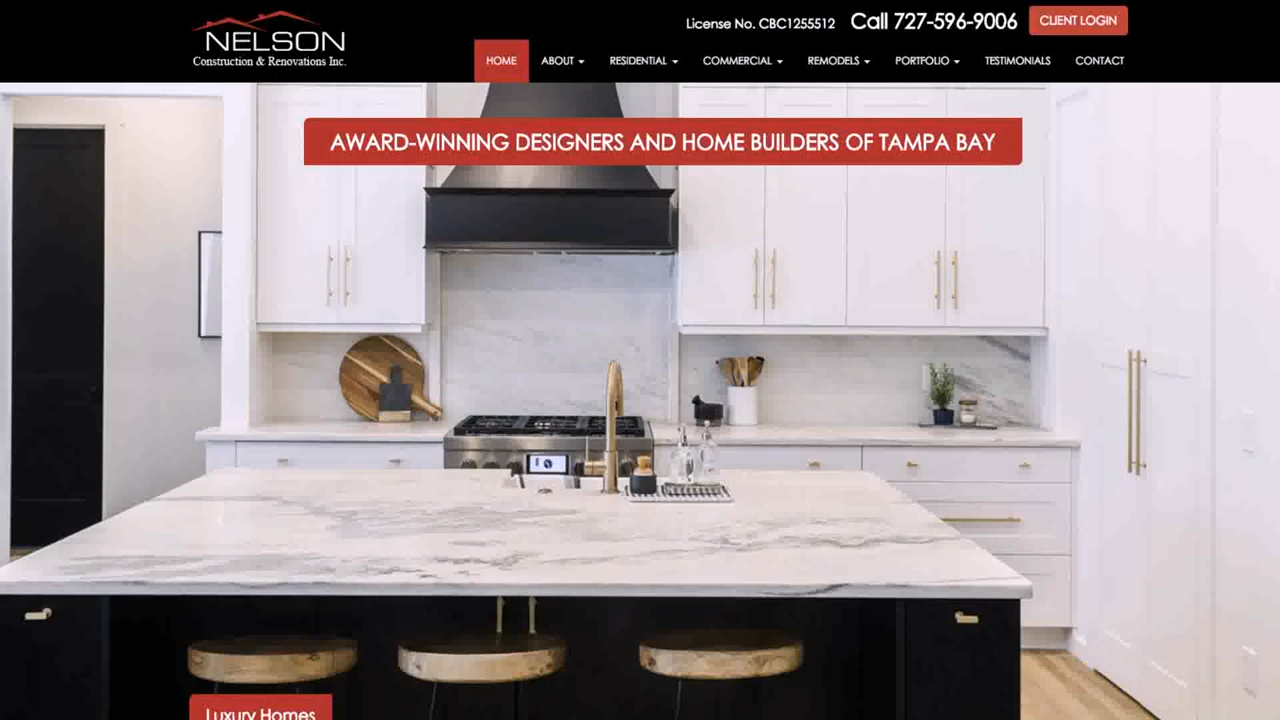 NELSON
Construction & Renovations Inc.
License No. CBC1255512
Call 727-596-9006
CLIENT LOGIN
HOME
ABOUT
RESIDENTIAL
COMMERCIAL
REMODELS
PORTFOLIO
TESTIMONIALS
CONTACT
AWARD-WINNING DESIGNERS AND HOME BUILDERS OF TAMPA BAY
Luxury Homes